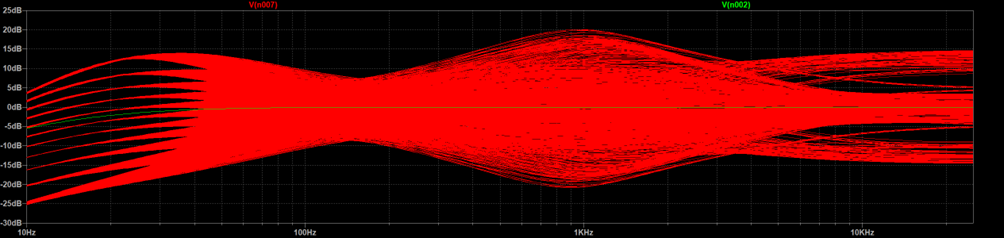 V(n007) V(n002)
25dB
20dB
15dB
10dB
5dB
0dB
-5dB
-10dB
-15dB
-20dB
-25dB
-30dB
10Hz 100Hz 1KHz 10KHz